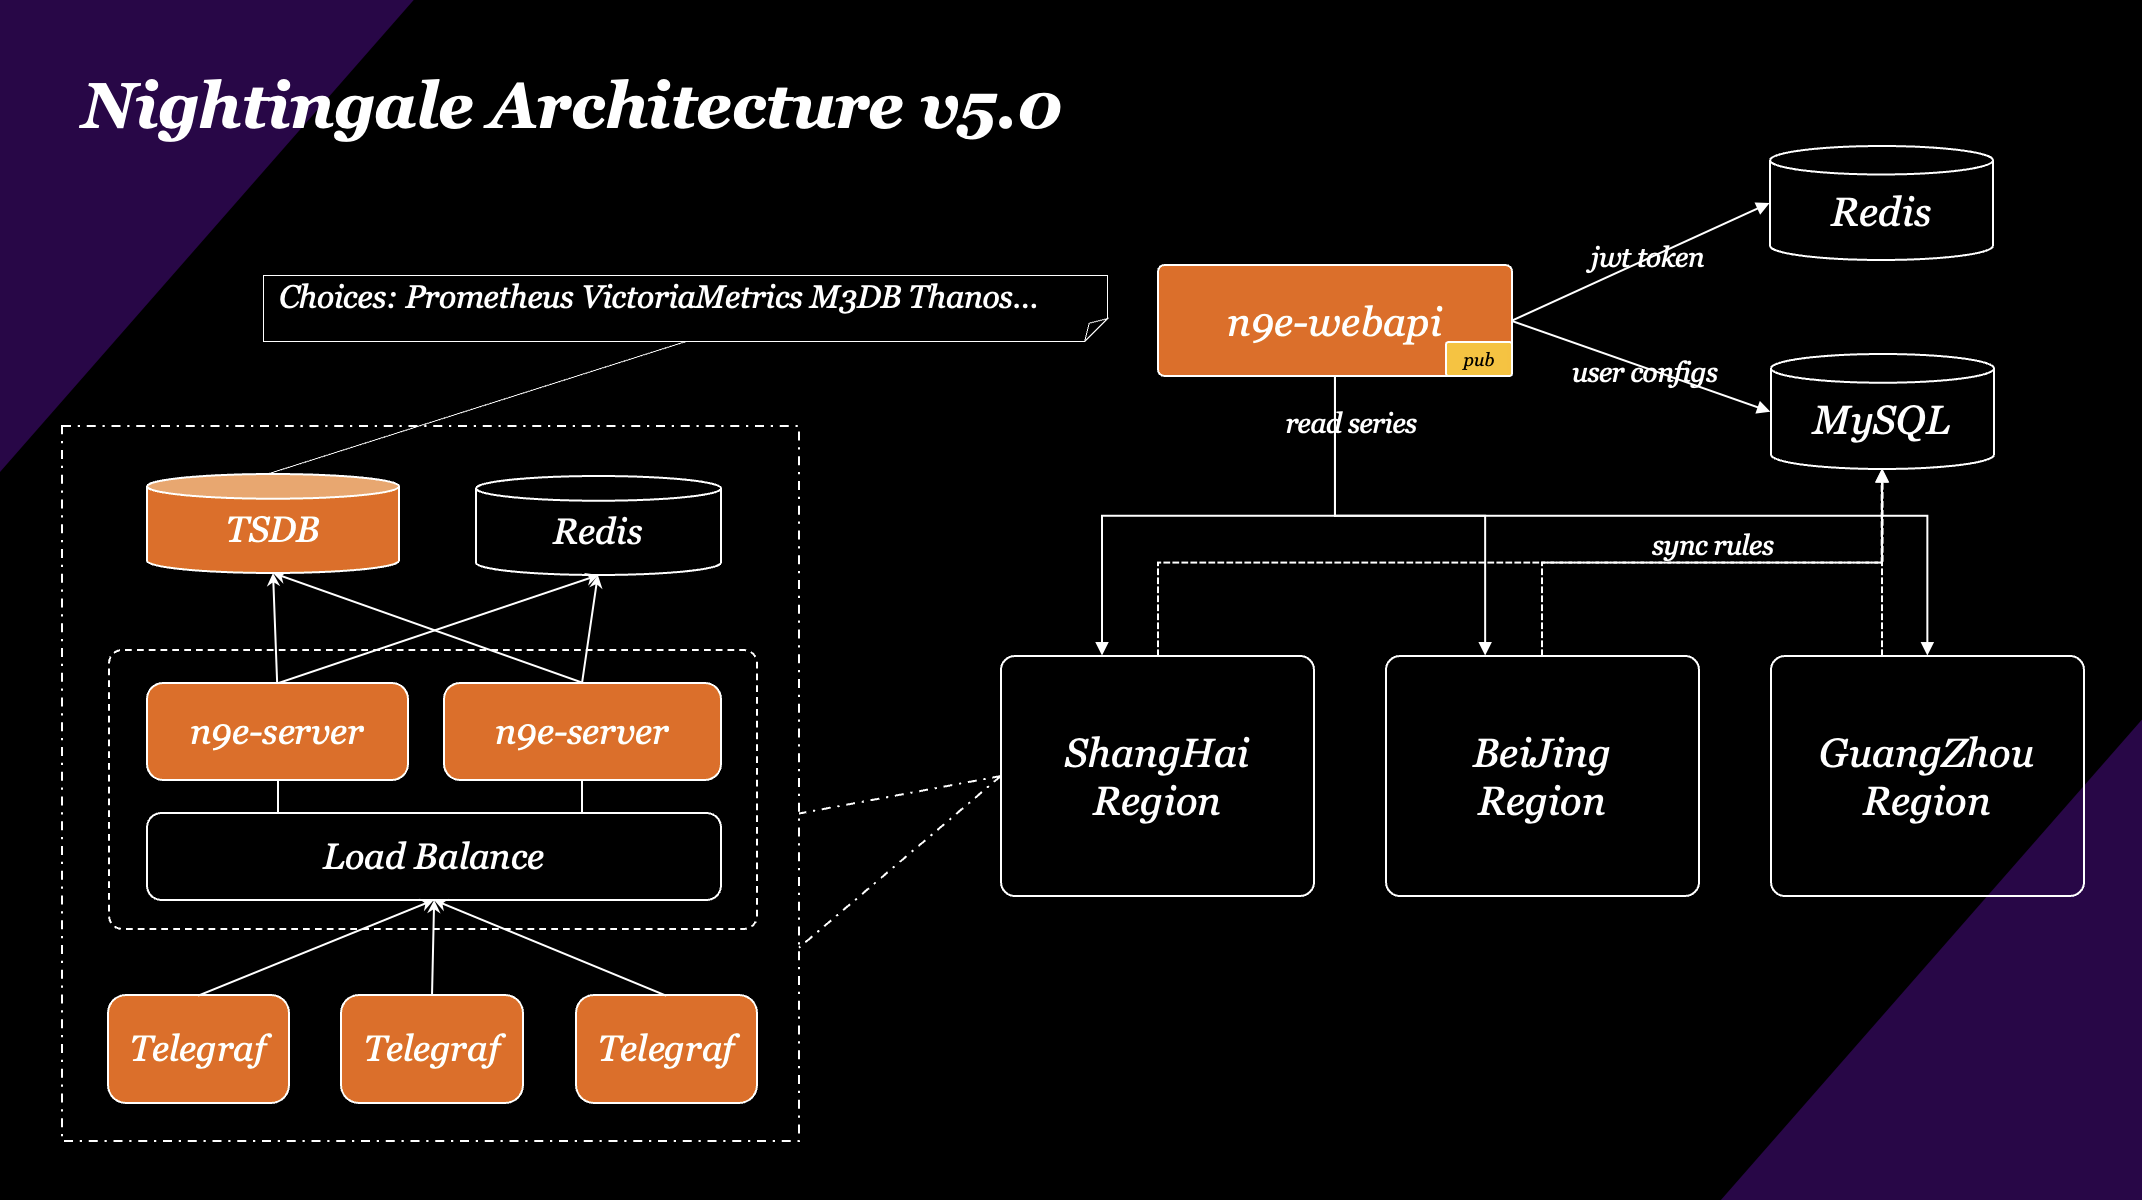 Nightingale Architecture v5.0
Redis
jwt token
Choices: Prometheus VictoriaMetrics M3DB Thanos...
n9e-webapi
pub
user configs
MySQL
read series
TSDB
Redis
sync rules
n9e-server
n9e-server
ShangHai
Region
BeiJing
Region
GuangZhou
Region
Load Balance
Telegraf
Telegraf
Telegraf